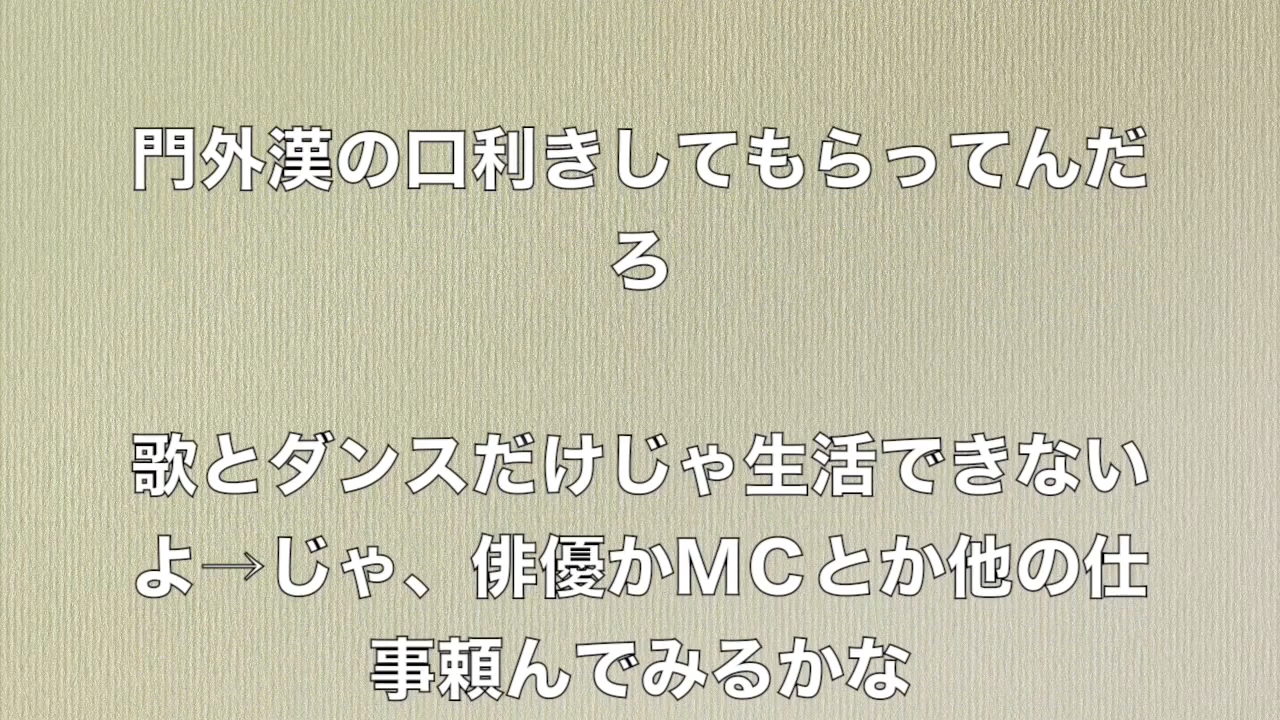 門外漢の口利きしてもらってんだ
ろ
歌とダンスだけじゃ生活できない
よ→じゃ、俳優かＭＣとか他の仕
事頼んでみるかな